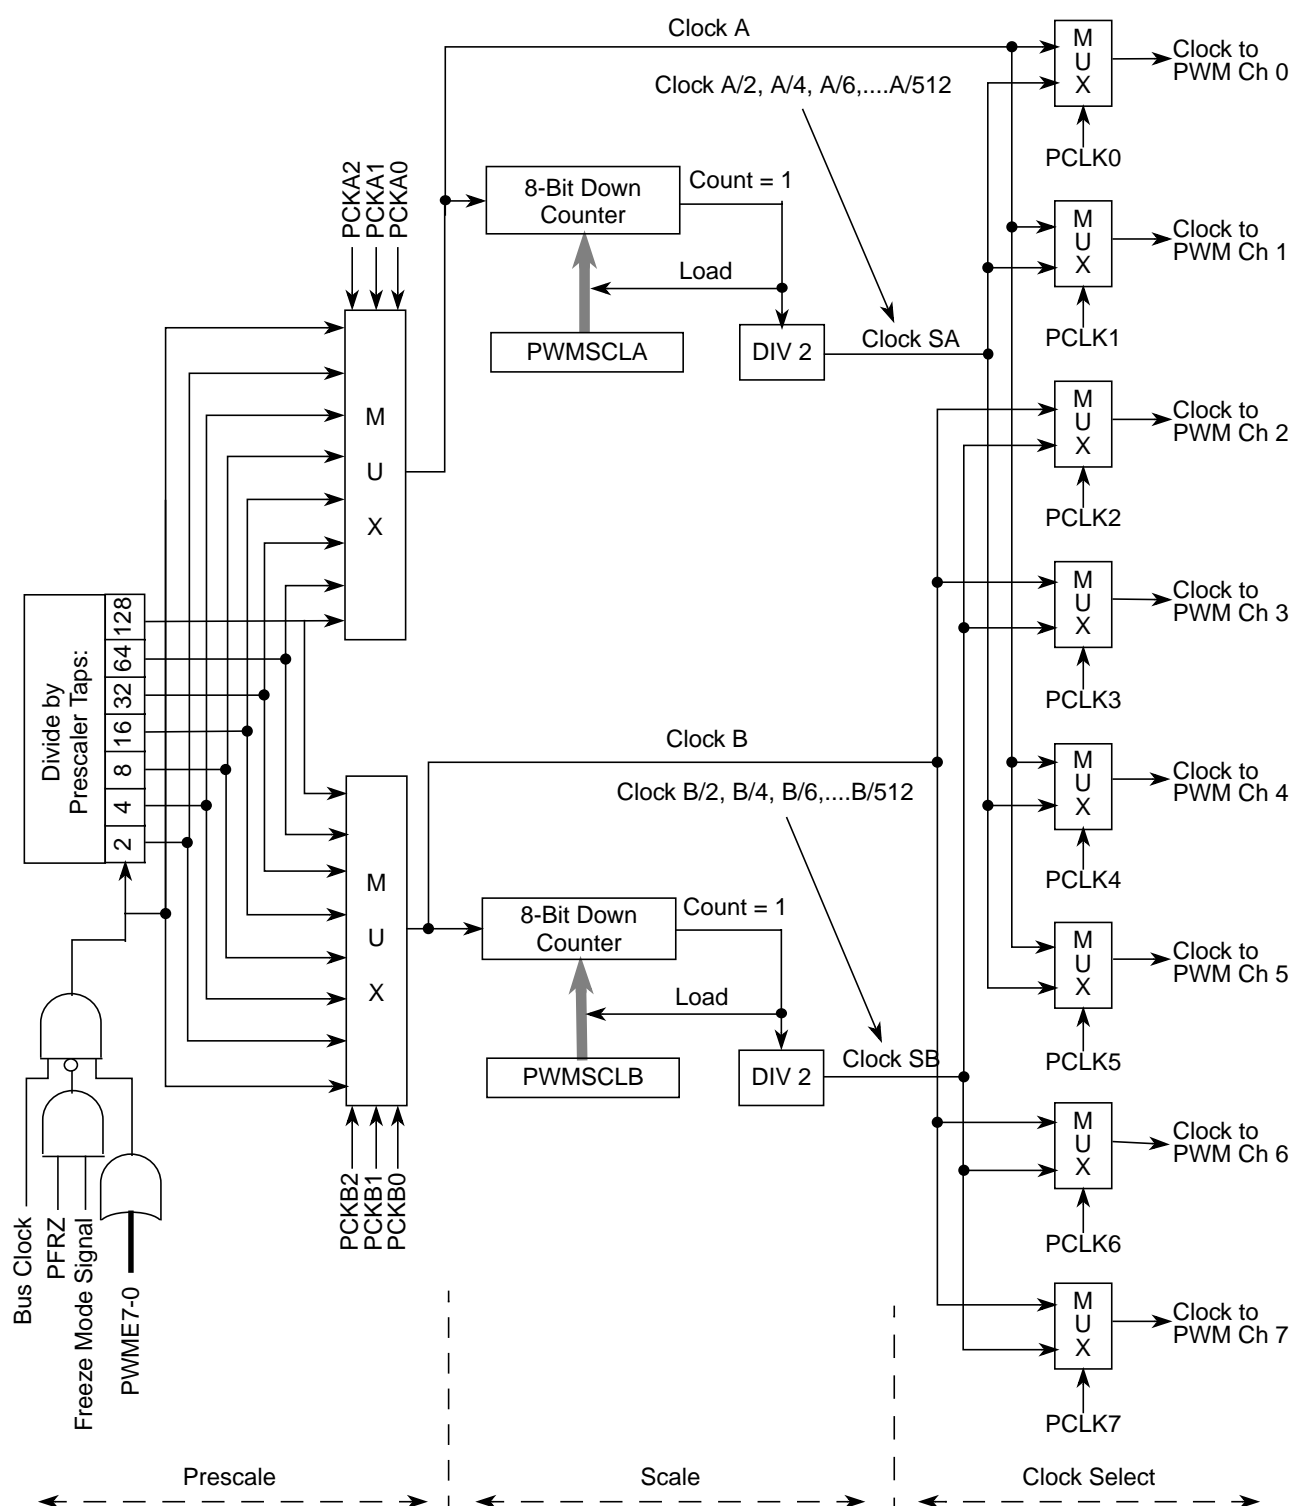 Clock A
Clock A/2, A/4, A/6,....A/512
M
U
X
Clock to
PWM Ch 0
PCLK0
PCKA2
PCKA1
PCKA0
8-Bit Down
Counter
Count = 1
Load
PWMSCLA
DIV 2
Clock SA
M
U
X
Clock to
PWM Ch 1
PCLK1
M
U
X
M
U
X
Clock to
PWM Ch 2
PCLK2
M
U
X
Clock to
PWM Ch 3
PCLK3
Divide by
Prescaler Taps:
128
64
32
16
8
4
2
Clock B
Clock B/2, B/4, B/6,....B/512
M
U
X
Clock to
PWM Ch 4
PCLK4
M
U
X
8-Bit Down
Counter
Count = 1
Load
PWMSCLB
DIV 2
Clock SB
M
U
X
Clock to
PWM Ch 5
PCLK5
PCKB2
PCKB1
PCKB0
M
U
X
Clock to
PWM Ch 6
PCLK6
Bus Clock
PFRZ
Freeze Mode Signal
PWME7-0
M
U
X
Clock to
PWM Ch 7
PCLK7
Prescale
Scale
Clock Select